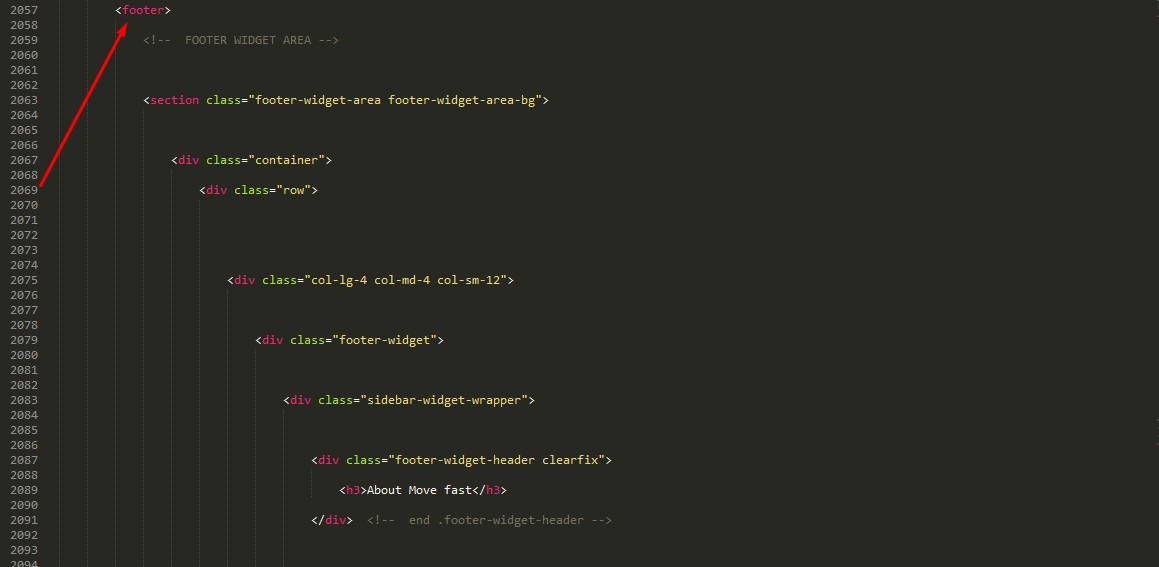 2057 <footer>
2058
2059 <!--  FOOTER WIDGET AREA -->
2060
2061
2062
2063 <section class="footer-widget-area footer-widget-area-bg">
2064
2065
2066
2067 <div class="container">
2068
2069 <div class="row">
2070
2071
2072
2073
2074
2075 <div class="col-lg-4 col-md-4 col-sm-12">
2076
2077
2078
2079 <div class="footer-widget">
2080
2081
2082
2083 <div class="sidebar-widget-wrapper">
2084
2085
2086
2087 <div class="footer-widget-header clearfix">
2088
2089 <h3>About Move fast</h3>
2090
2091 </div>  <!--  end .footer-widget-header -->
2092
2093
2094